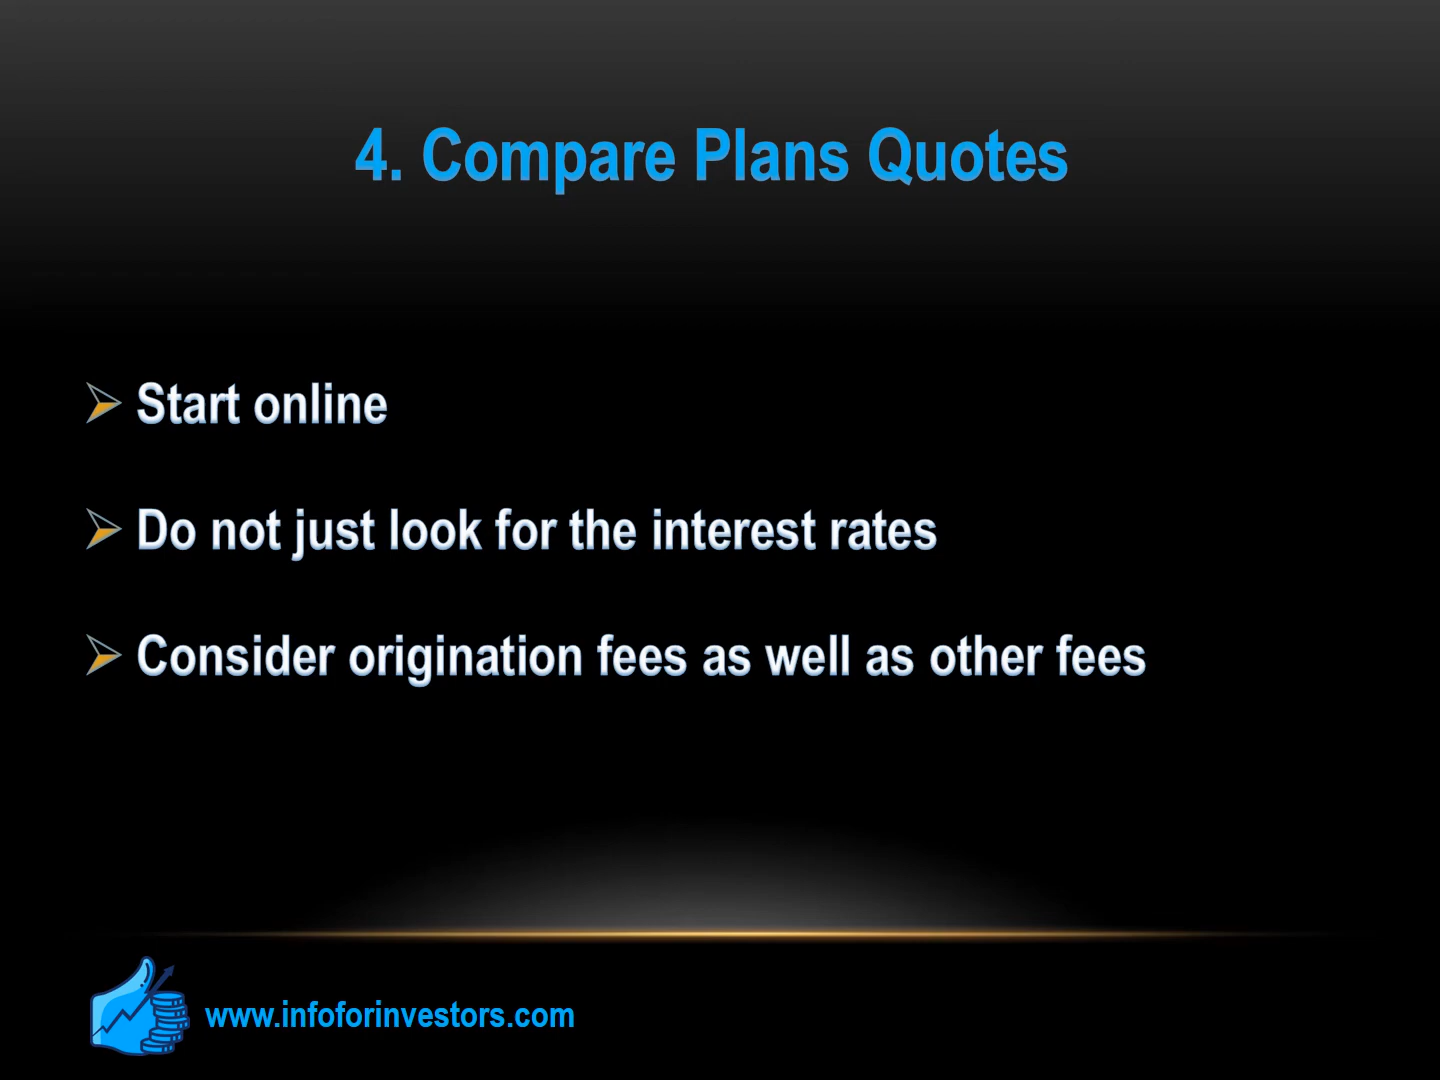 4. Compare Plans Quotes
Start online
Do not just look for the interest rates
Consider origination fees as well as other fees
www.infoforinvestors.com